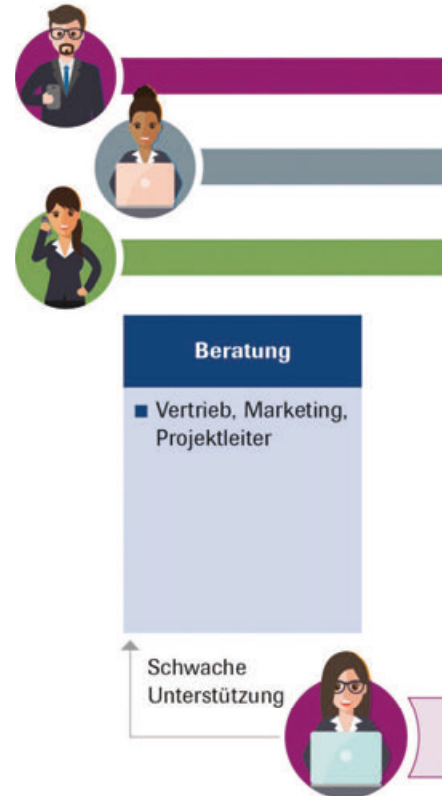 Beratung
Vertrieb, Marketing,
Projektleiter
Schwache
Unterstützung